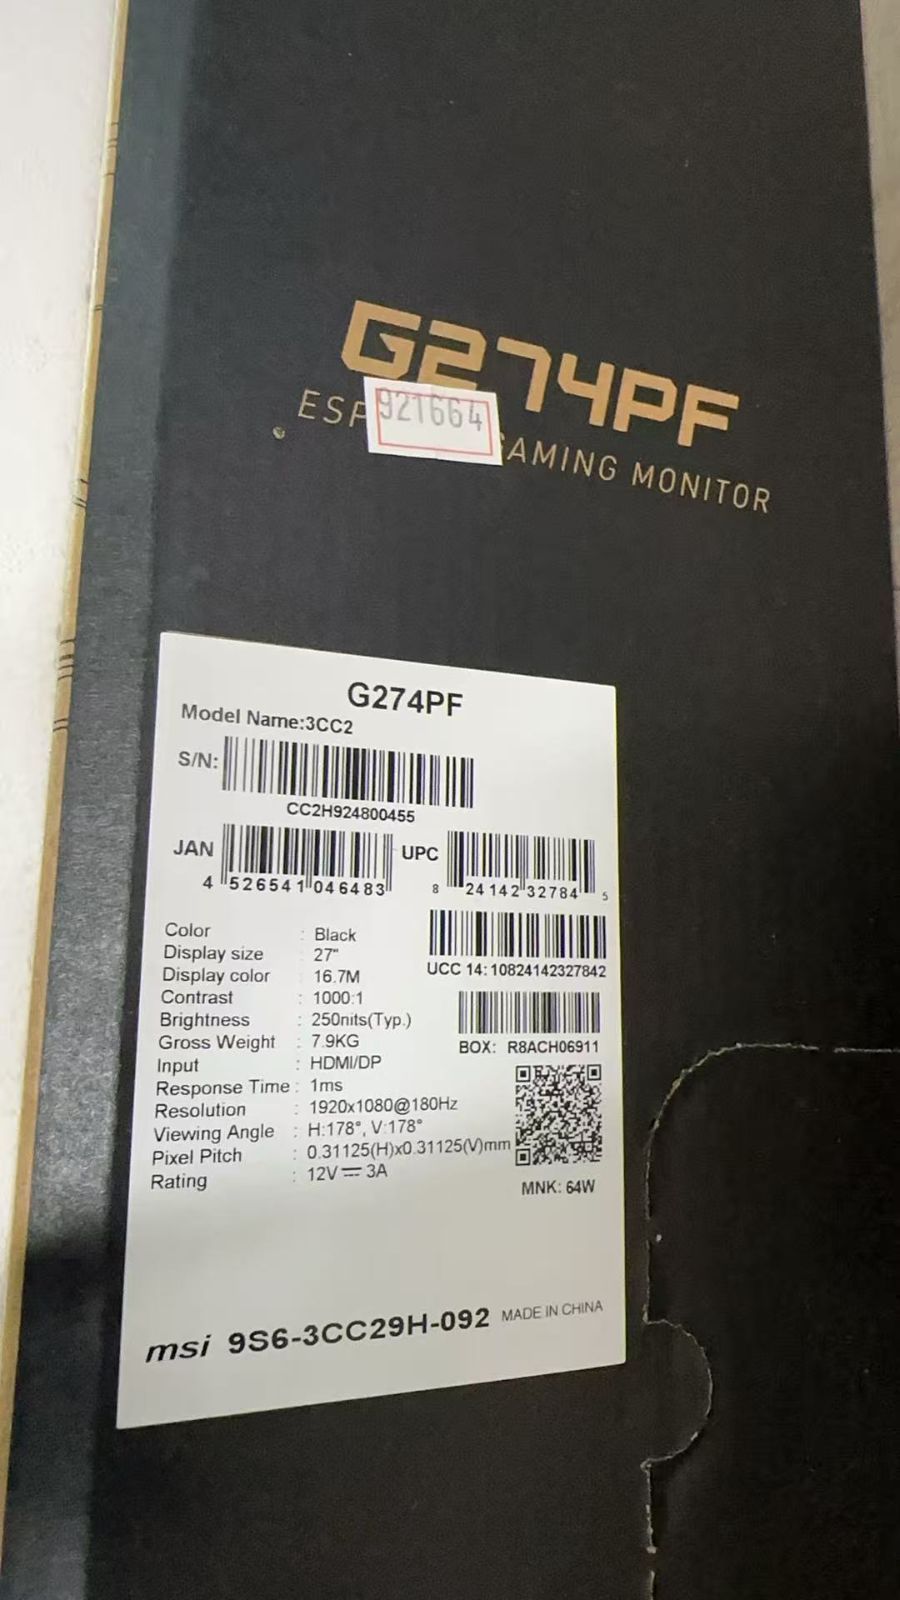 G274PF
ESP
921664
GAMING MONITOR
G274PF
Model Name:3CC2
S/N:
CC2H924800455
JAN
4 526541 046483
UPC
8 24142 32784 5
UCC 14:10824142327842
BOX: R8ACH06911
Color : Black
Display size : 27"
Display color : 16.7M
Contrast : 1000:1
Brightness : 250nits(Typ.)
Gross Weight : 7.9KG
Input : HDMI/DP
Response Time : 1ms
Resolution : 1920x1080@180Hz
Viewing Angle : H:178°, V:178°
Pixel Pitch : 0.31125(H)x0.31125(V)mm
Rating : 12V⎓3A
MNK: 64W
msi 9S6-3CC29H-092 MADE IN CHINA